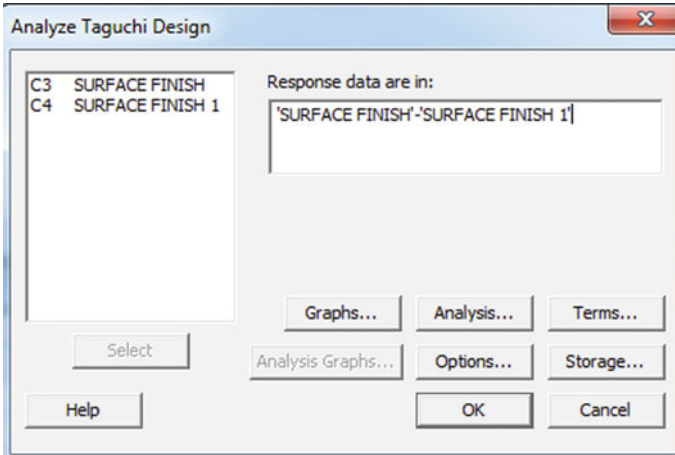 Analyze Taguchi Design
x
C3 SURFACE FINISH
C4 SURFACE FINISH 1
Response data are in:
'SURFACE FINISH'-'SURFACE FINISH 1'
Graphs...
Analysis...
Terms...
Select
Analysis Graphs...
Options...
Storage...
Help
OK
Cancel